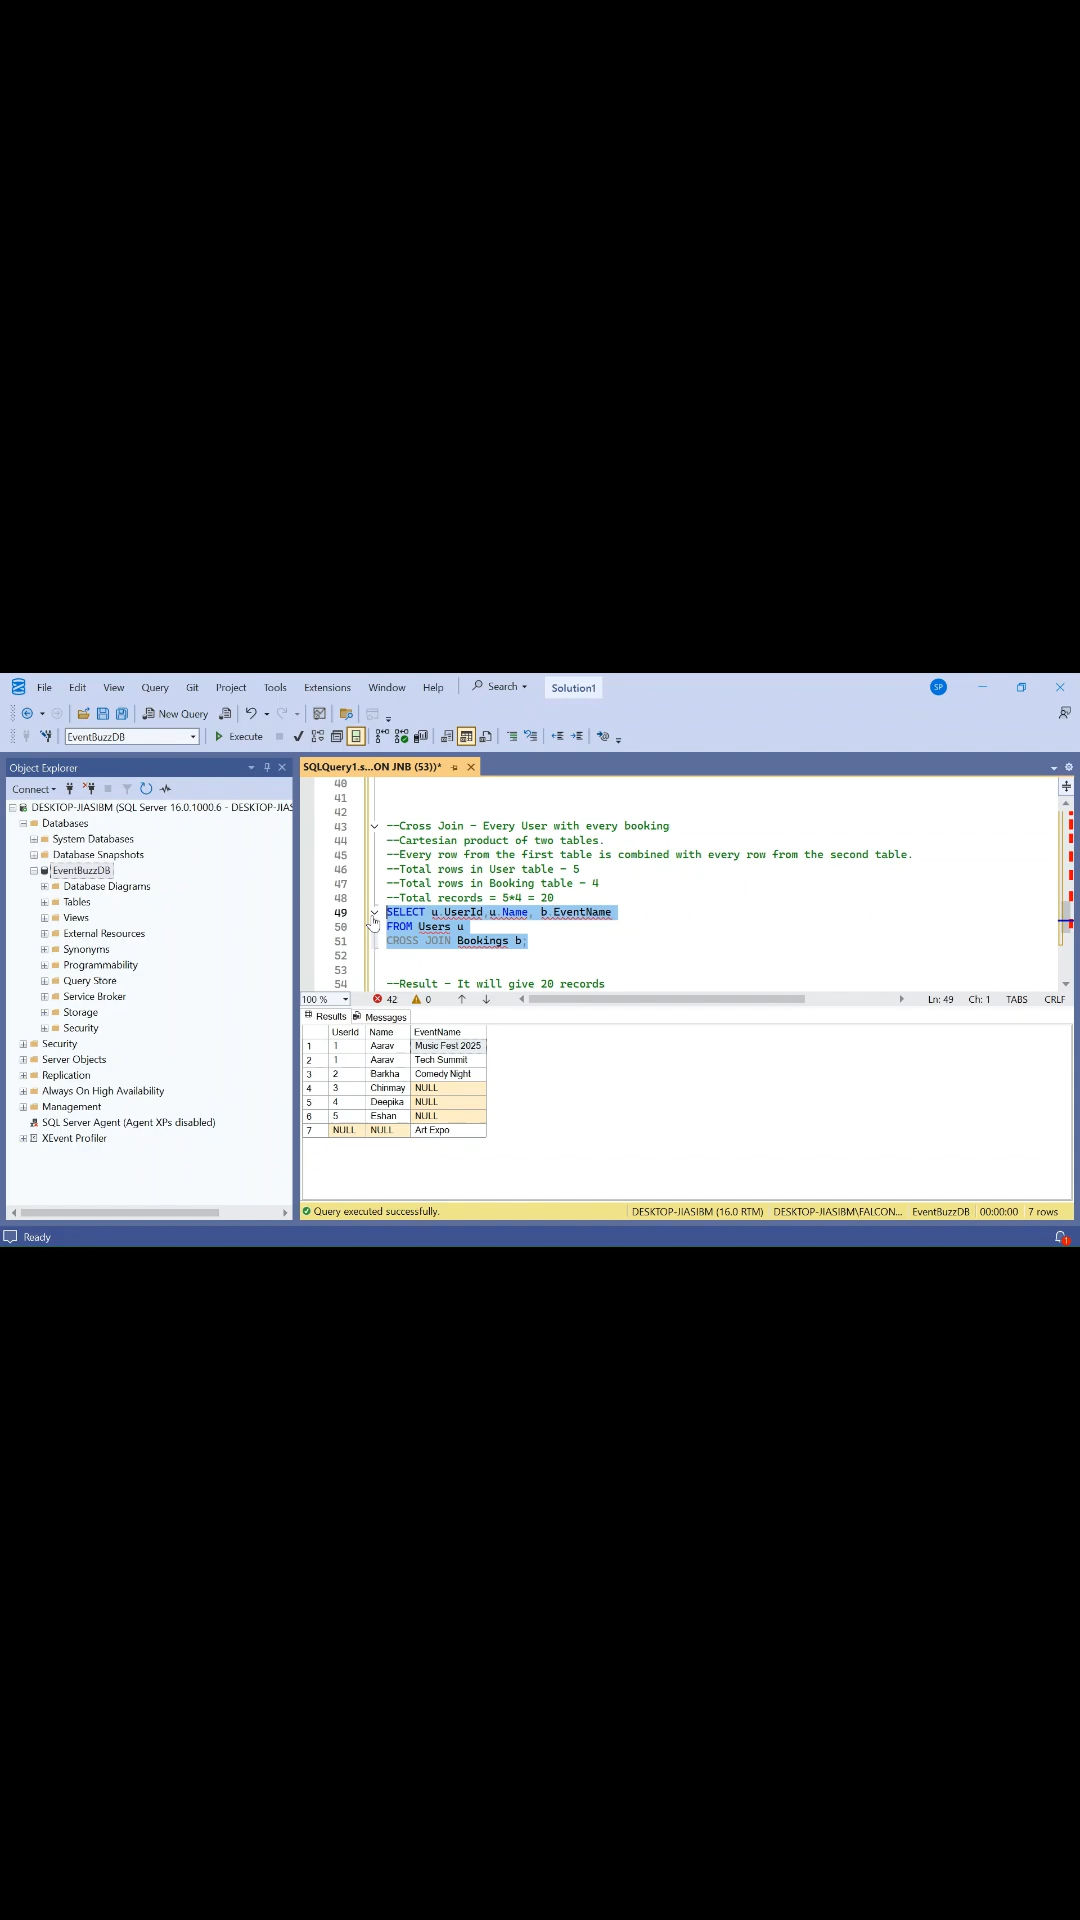 File Edit View Query Git Project Tools Extensions Window Help Search Solution1 SP
New Query
EventBuzzDB Execute
Object Explorer
Connect
DESKTOP-JIASIBM (SQL Server 16.0.1000.6 - DESKTOP-JIAS
Databases
System Databases
Database Snapshots
EventBuzzDB
Database Diagrams
Tables
Views
External Resources
Synonyms
Programmability
Query Store
Service Broker
Storage
Security
Security
Server Objects
Replication
Always On High Availability
Management
SQL Server Agent (Agent XPs disabled)
XEvent Profiler
SQLQuery1.s...ON JNB (53))*
40
41
42
43 --Cross Join - Every User with every booking
44 --Cartesian product of two tables.
45 --Every row from the first table is combined with every row from the second table.
46 --Total rows in User table - 5
47 --Total rows in Booking table - 4
48 --Total records = 5*4 = 20
49 SELECT u.UserId,u.Name, b.EventName
50 FROM Users u
51 CROSS JOIN Bookings b;
52
53
54 --Result - It will give 20 records
100 % 42 0 Ln: 49 Ch: 1 TABS CRLF
Results Messages
UserId Name EventName
1 1 Aarav Music Fest 2025
2 1 Aarav Tech Summit
3 2 Barkha Comedy Night
4 3 Chinmay NULL
5 4 Deepika NULL
6 5 Eshan NULL
7 NULL NULL Art Expo
Query executed successfully. DESKTOP-JIASIBM (16.0 RTM) DESKTOP-JIASIBM\FALCON... EventBuzzDB 00:00:00 7 rows
Ready 1